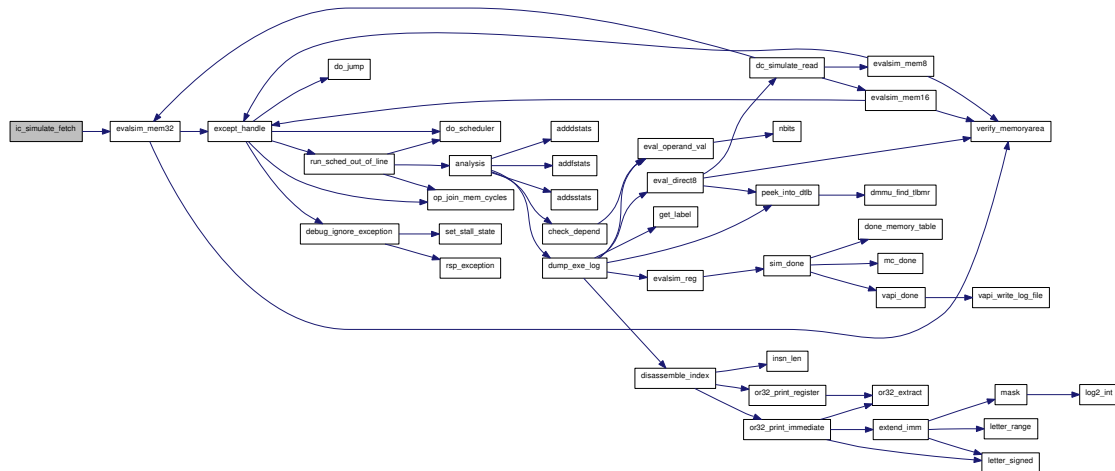 ic_simulate_fetch
evalsim_mem32
except_handle
do_jump
do_scheduler
run_sched_out_of_line
analysis
op_join_mem_cycles
debug_ignore_exception
set_stall_state
rsp_exception
adddstats
addfstats
addsstats
check_depend
dump_exe_log
eval_operand_val
nbits
eval_direct8
get_label
peek_into_dtlb
dmmu_find_tlbmr
evalsim_reg
sim_done
done_memory_table
mc_done
vapi_done
vapi_write_log_file
dc_simulate_read
evalsim_mem8
evalsim_mem16
verify_memoryarea
disassemble_index
insn_len
or32_print_register
or32_extract
or32_print_immediate
extend_imm
mask
log2_int
letter_range
letter_signed